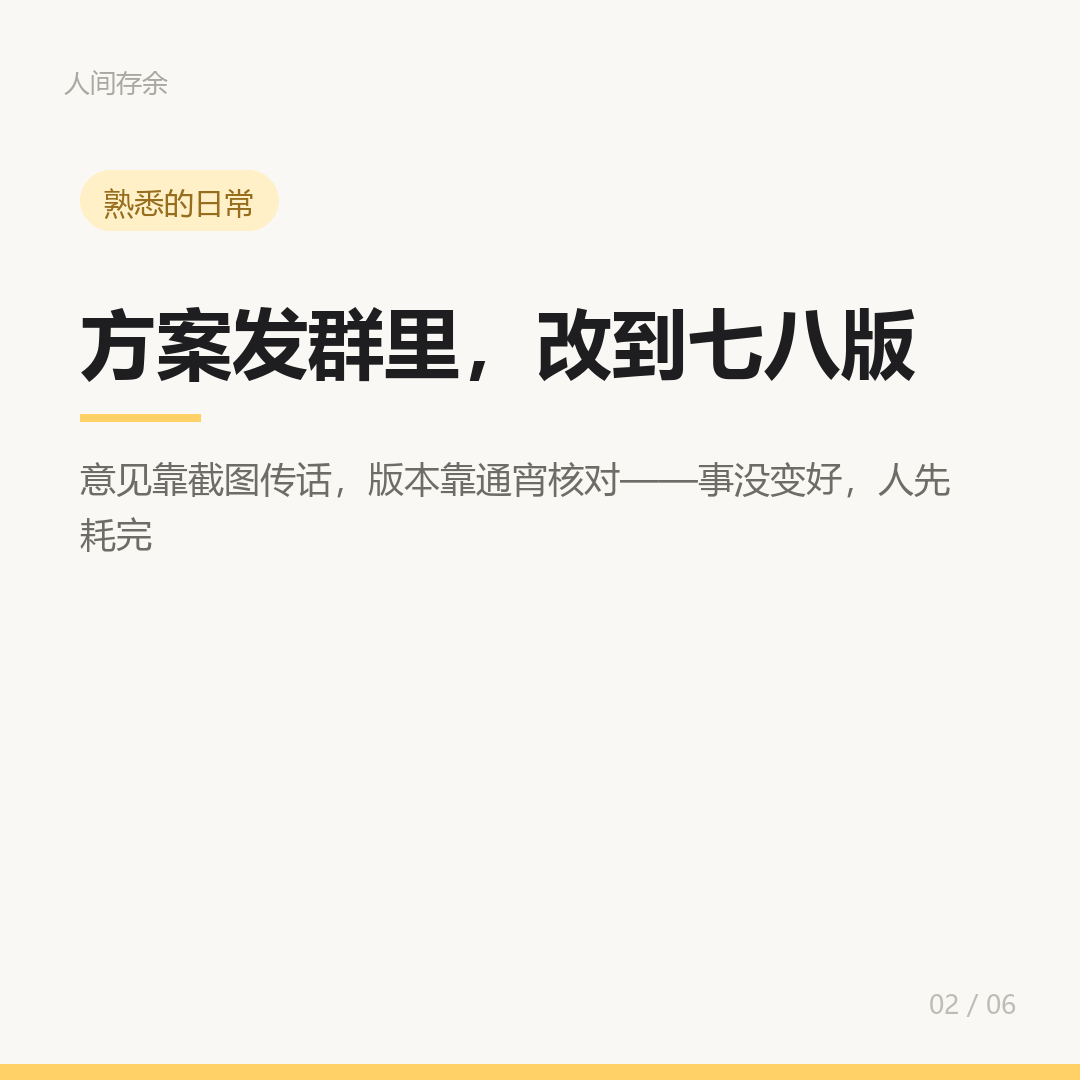 人间存余
熟悉的日常
方案发群里，改到七八版
意见靠截图传话，版本靠通宵核对——事没变好，人先
耗完
02 / 06